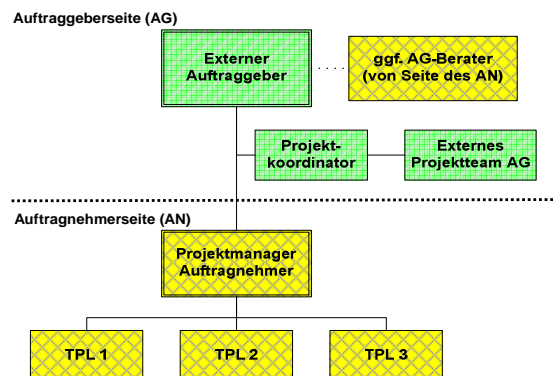 Auftraggeberseite (AG)
Externer
Auftraggeber
ggf. AG-Berater
(von Seite des AN)
Projekt-
koordinator
Externes
Projektteam AG
Auftragnehmerseite (AN)
Projektmanager
Auftragnehmer
TPL 1
TPL 2
TPL 3